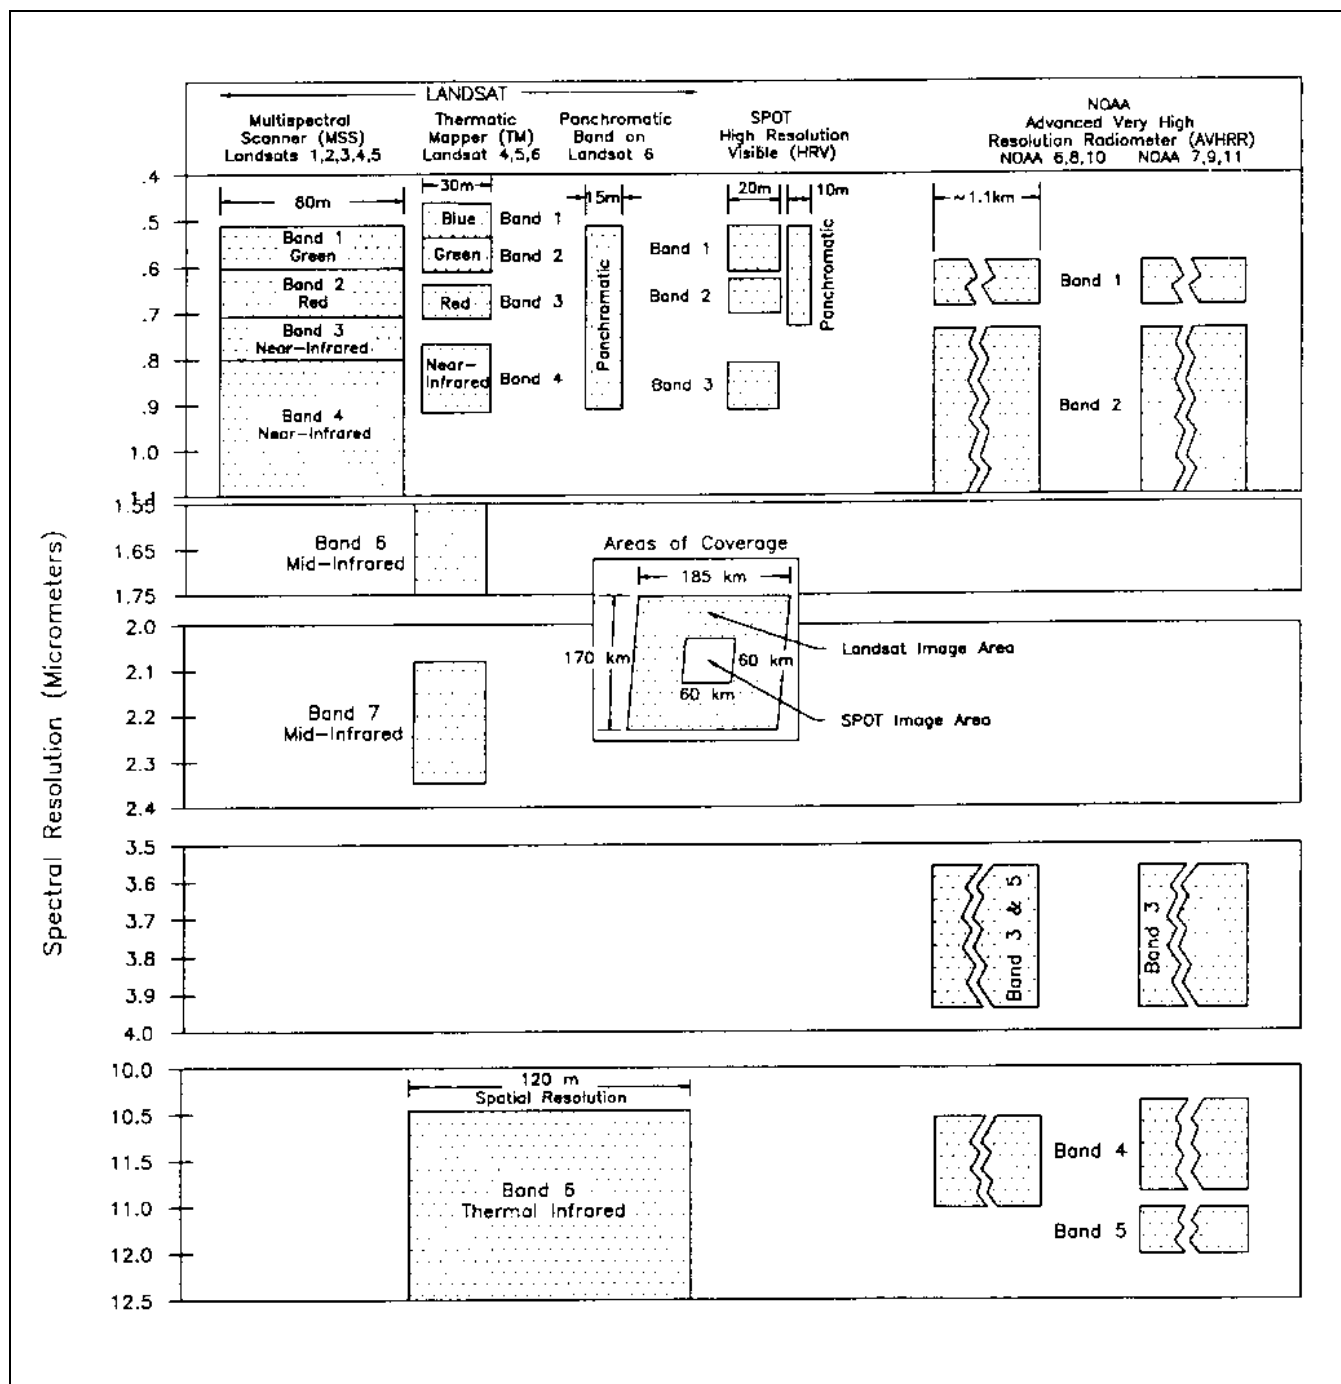 LANDSAT
Multispectral
Scanner (MSS)
Landsats 1,2,3,4,5
Thermatic
Mapper (TM)
Landsat 4,5,6
Panchromatic
Band on
Landsat 6
SPOT
High Resolution
Visible (HRV)
NOAA
Advanced Very High
Resolution Radiometer (AVHRR)
NOAA 6,8,10
NOAA 7,9,11
Spectral Resolution (Micrometers)
.4
.5
.6
.7
.8
.9
1.0
1.1
80m
30m
15m
20m
10m
~1.1km
Band 1
Green
Band 2
Red
Band 3
Near-Infrared
Band 4
Near-Infrared
Blue
Band 1
Green
Band 2
Red
Band 3
Near-
Infrared
Band 4
Panchromatic
Band 1
Band 2
Band 3
Panchromatic
Band 1
Band 2
1.55
1.65
1.75
Band 6
Mid-Infrared
Areas of Coverage
185 km
170 km
60 km
60 km
Landsat Image Area
SPOT Image Area
2.0
2.1
2.2
2.3
2.4
Band 7
Mid-Infrared
3.5
3.6
3.7
3.8
3.9
4.0
Band 3 & 5
Band 3
10.0
10.5
11.5
11.0
12.0
12.5
120 m
Spatial Resolution
Band 6
Thermal Infrared
Band 4
Band 5